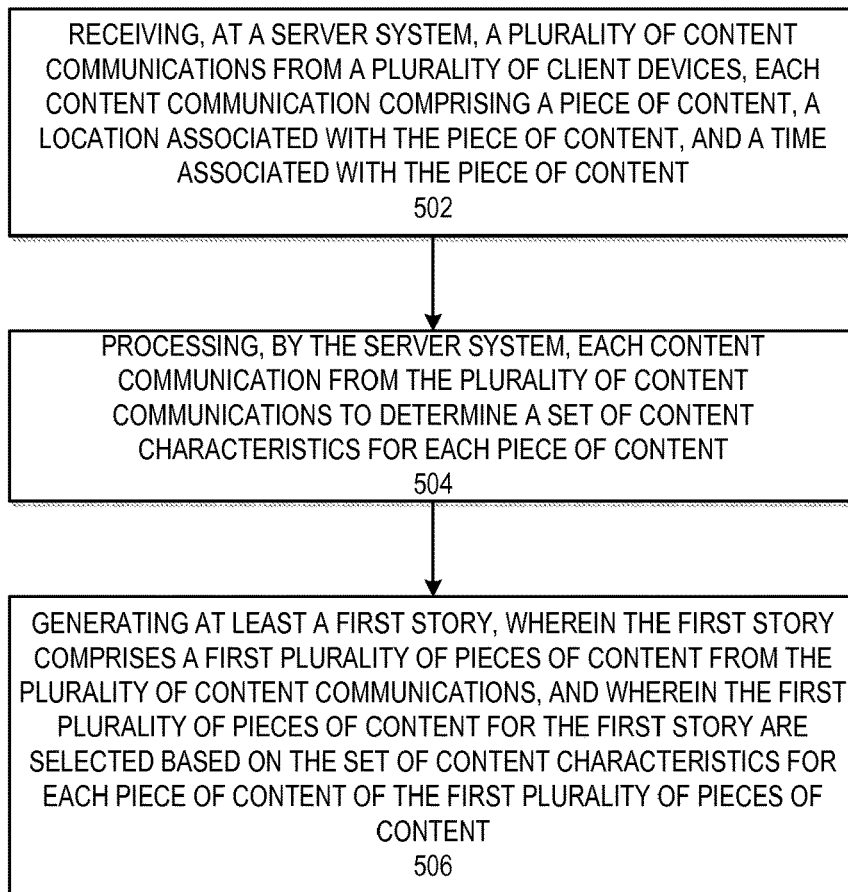 RECEIVING, AT A SERVER SYSTEM, A PLURALITY OF CONTENT
COMMUNICATIONS FROM A PLURALITY OF CLIENT DEVICES, EACH
CONTENT COMMUNICATION COMPRISING A PIECE OF CONTENT, A
LOCATION ASSOCIATED WITH THE PIECE OF CONTENT, AND A TIME
ASSOCIATED WITH THE PIECE OF CONTENT
502
PROCESSING, BY THE SERVER SYSTEM, EACH CONTENT
COMMUNICATION FROM THE PLURALITY OF CONTENT
COMMUNICATIONS TO DETERMINE A SET OF CONTENT
CHARACTERISTICS FOR EACH PIECE OF CONTENT
504
GENERATING AT LEAST A FIRST STORY, WHEREIN THE FIRST STORY
COMPRISES A FIRST PLURALITY OF PIECES OF CONTENT FROM THE
PLURALITY OF CONTENT COMMUNICATIONS, AND WHEREIN THE FIRST
PLURALITY OF PIECES OF CONTENT FOR THE FIRST STORY ARE
SELECTED BASED ON THE SET OF CONTENT CHARACTERISTICS FOR
EACH PIECE OF CONTENT OF THE FIRST PLURALITY OF PIECES OF
CONTENT
506